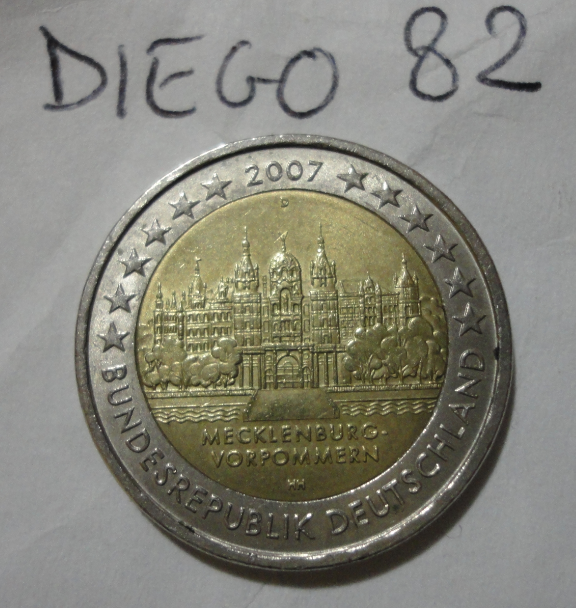 DIEGO 82
2007
D
MECKLENBURG-
VORPOMMERN
HH
BUNDESREPUBLIK DEUTSCHLAND